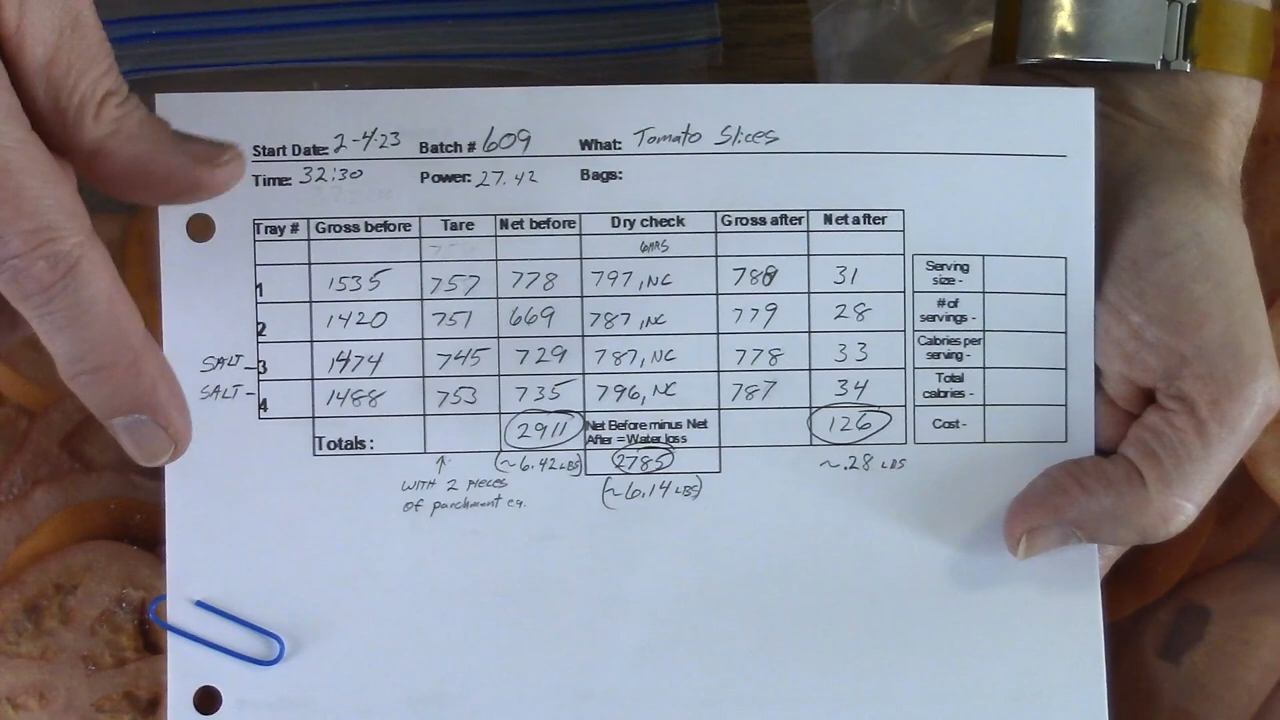 Start Date: 2-4-23 Batch # 609 What: Tomato Slices
Time: 32:30 Power: 27.42 Bags:
Tray # Gross before Tare Net before Dry check Gross after Net after
6HRS
1 1535 757 778 797, NC 788 31
2 1420 751 669 787, NC 779 28
SALT - 3 1474 745 729 787, NC 778 33
SALT - 4 1488 753 735 796, NC 787 34
Totals: 2911 Net Before minus Net After = Water loss 126
↑ (~6.42 LBS) 2785 ~.28 LBS
WITH 2 PIECES (~6.14 LBS)
of parchment ea.
Serving size -
# of servings -
Calories per serving -
Total calories -
Cost -